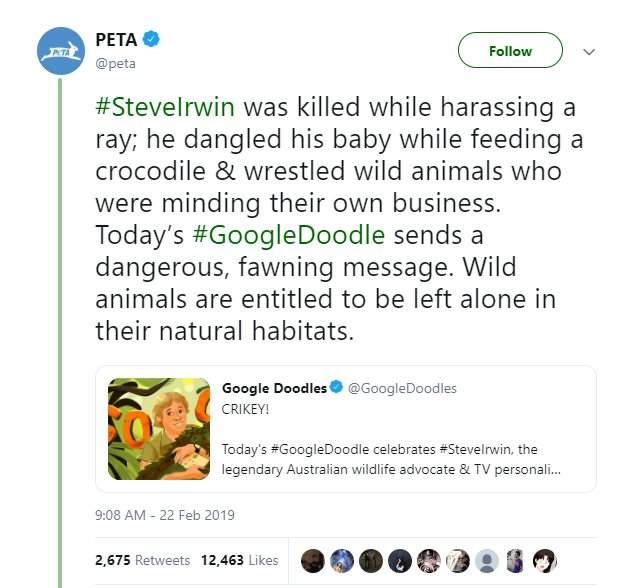 PETA
@peta
Follow
#SteveIrwin was killed while harassing a
ray; he dangled his baby while feeding a
crocodile & wrestled wild animals who
were minding their own business.
Today’s #GoogleDoodle sends a
dangerous, fawning message. Wild
animals are entitled to be left alone in
their natural habitats.
Google Doodles @GoogleDoodles
CRIKEY!
Today's #GoogleDoodle celebrates #SteveIrwin, the
legendary Australian wildlife advocate & TV personali...
9:08 AM - 22 Feb 2019
2,675 Retweets 12,463 Likes